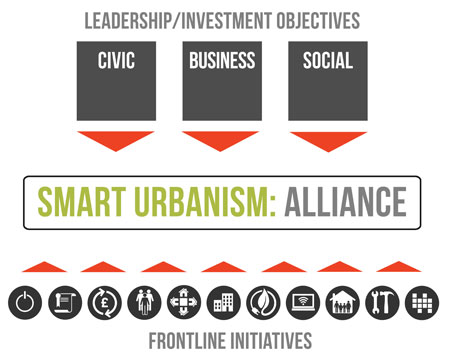 LEADERSHIP/INVESTMENT OBJECTIVES
CIVIC BUSINESS SOCIAL
SMART URBANISM: ALLIANCE
£
FRONTLINE INITIATIVES